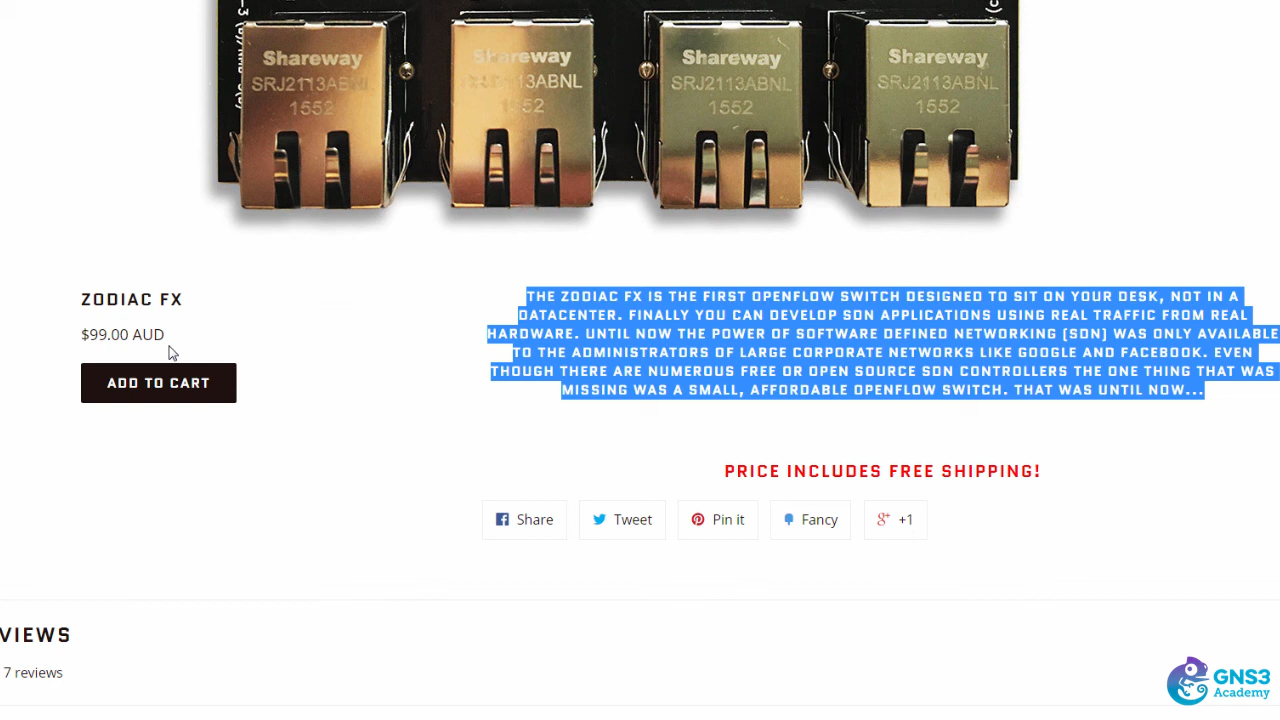 Shareway Shareway Shareway Shareway
SRJ2113ABNL 113ABNL SRJ2113ABNL SRJ2113ABNL
1552 1552 1552 1552
ZODIAC FX
$99.00 AUD
ADD TO CART
THE ZODIAC FX IS THE FIRST OPENFLOW SWITCH DESIGNED TO SIT ON YOUR DESK, NOT IN A
DATACENTER. FINALLY YOU CAN DEVELOP SDN APPLICATIONS USING REAL TRAFFIC FROM REAL
HARDWARE. UNTIL NOW THE POWER OF SOFTWARE DEFINED NETWORKING (SDN) WAS ONLY AVAILABLE
TO THE ADMINISTRATORS OF LARGE CORPORATE NETWORKS LIKE GOOGLE AND FACEBOOK. EVEN
THOUGH THERE ARE NUMEROUS FREE OR OPEN SOURCE SDN CONTROLLERS THE ONE THING THAT WAS
MISSING WAS A SMALL, AFFORDABLE OPENFLOW SWITCH. THAT WAS UNTIL NOW...
PRICE INCLUDES FREE SHIPPING!
Share Tweet Pin it Fancy +1
VIEWS
7 reviews
GNS3
Academy